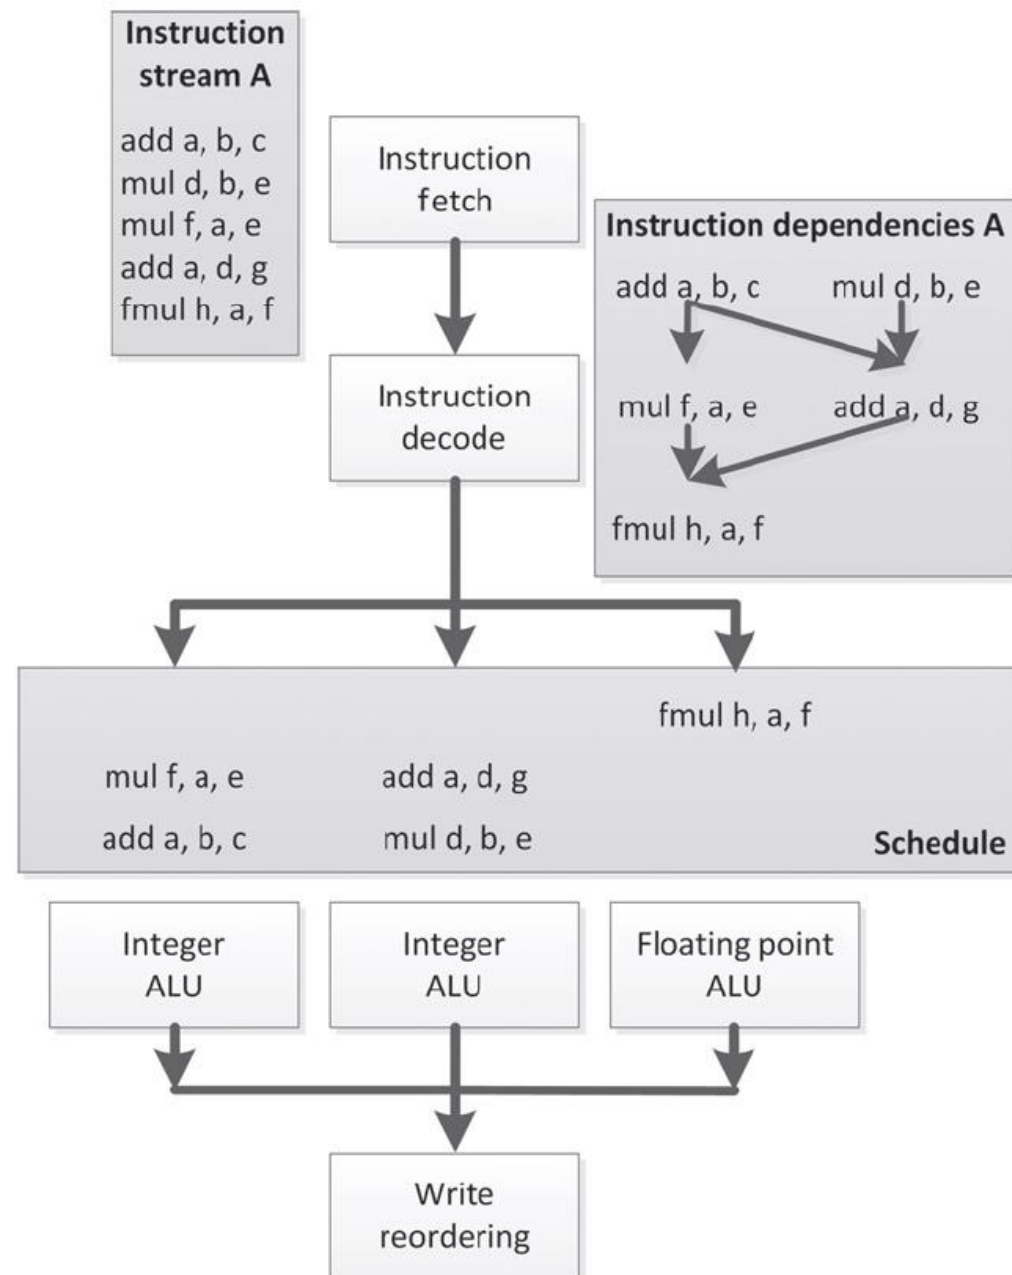 Instruction
stream A
add a, b, c
mul d, b, e
mul f, a, e
add a, d, g
fmul h, a, f
Instruction
fetch
Instruction dependencies A
add a, b, c
mul d, b, e
mul f, a, e
add a, d, g
fmul h, a, f
Instruction
decode
fmul h, a, f
mul f, a, e
add a, d, g
add a, b, c
mul d, b, e
Schedule
Integer
ALU
Integer
ALU
Floating point
ALU
Write
reordering